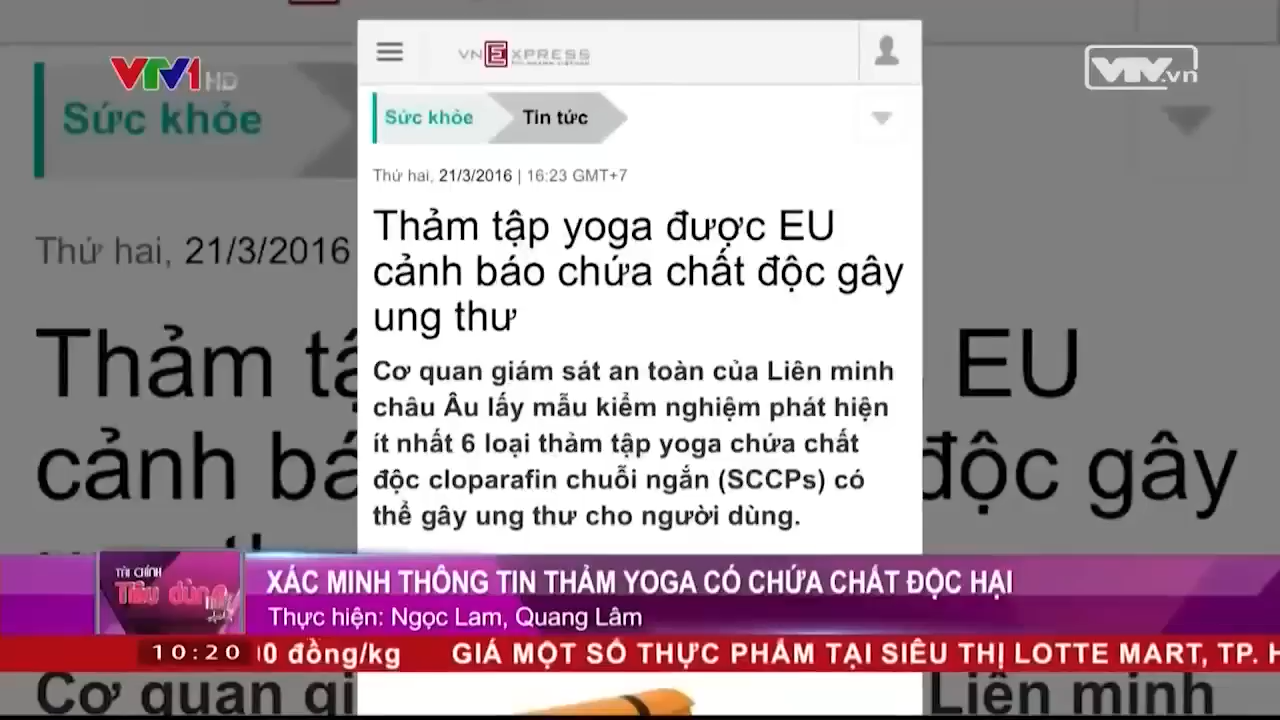 VTV1 HD
VTV.vn
VNEXPRESS
Sức khỏe
Sức khỏe Tin tức
Thứ hai, 21/3/2016 | 16:23 GMT+7
Thứ hai, 21/3/2016
Thảm tập yoga được EU
cảnh báo chứa chất độc gây
ung thư
Thảm EU
cảnh độc gây
Cơ quan giám sát an toàn của Liên minh
châu Âu lấy mẫu kiểm nghiệm phát hiện
ít nhất 6 loại thảm tập yoga chứa chất
độc cloparafin chuỗi ngắn (SCCPs) có
thể gây ung thư cho người dùng.
TÀI CHÍNH
Tiêu dùng
XÁC MINH THÔNG TIN THẢM YOGA CÓ CHỨA CHẤT ĐỘC HẠI
Thực hiện: Ngọc Lam, Quang Lâm
10:20 00 đồng/kg GIÁ MỘT SỐ THỰC PHẨM TẠI SIÊU THỊ LOTTE MART, TP. H
Cơ quan Liên minh